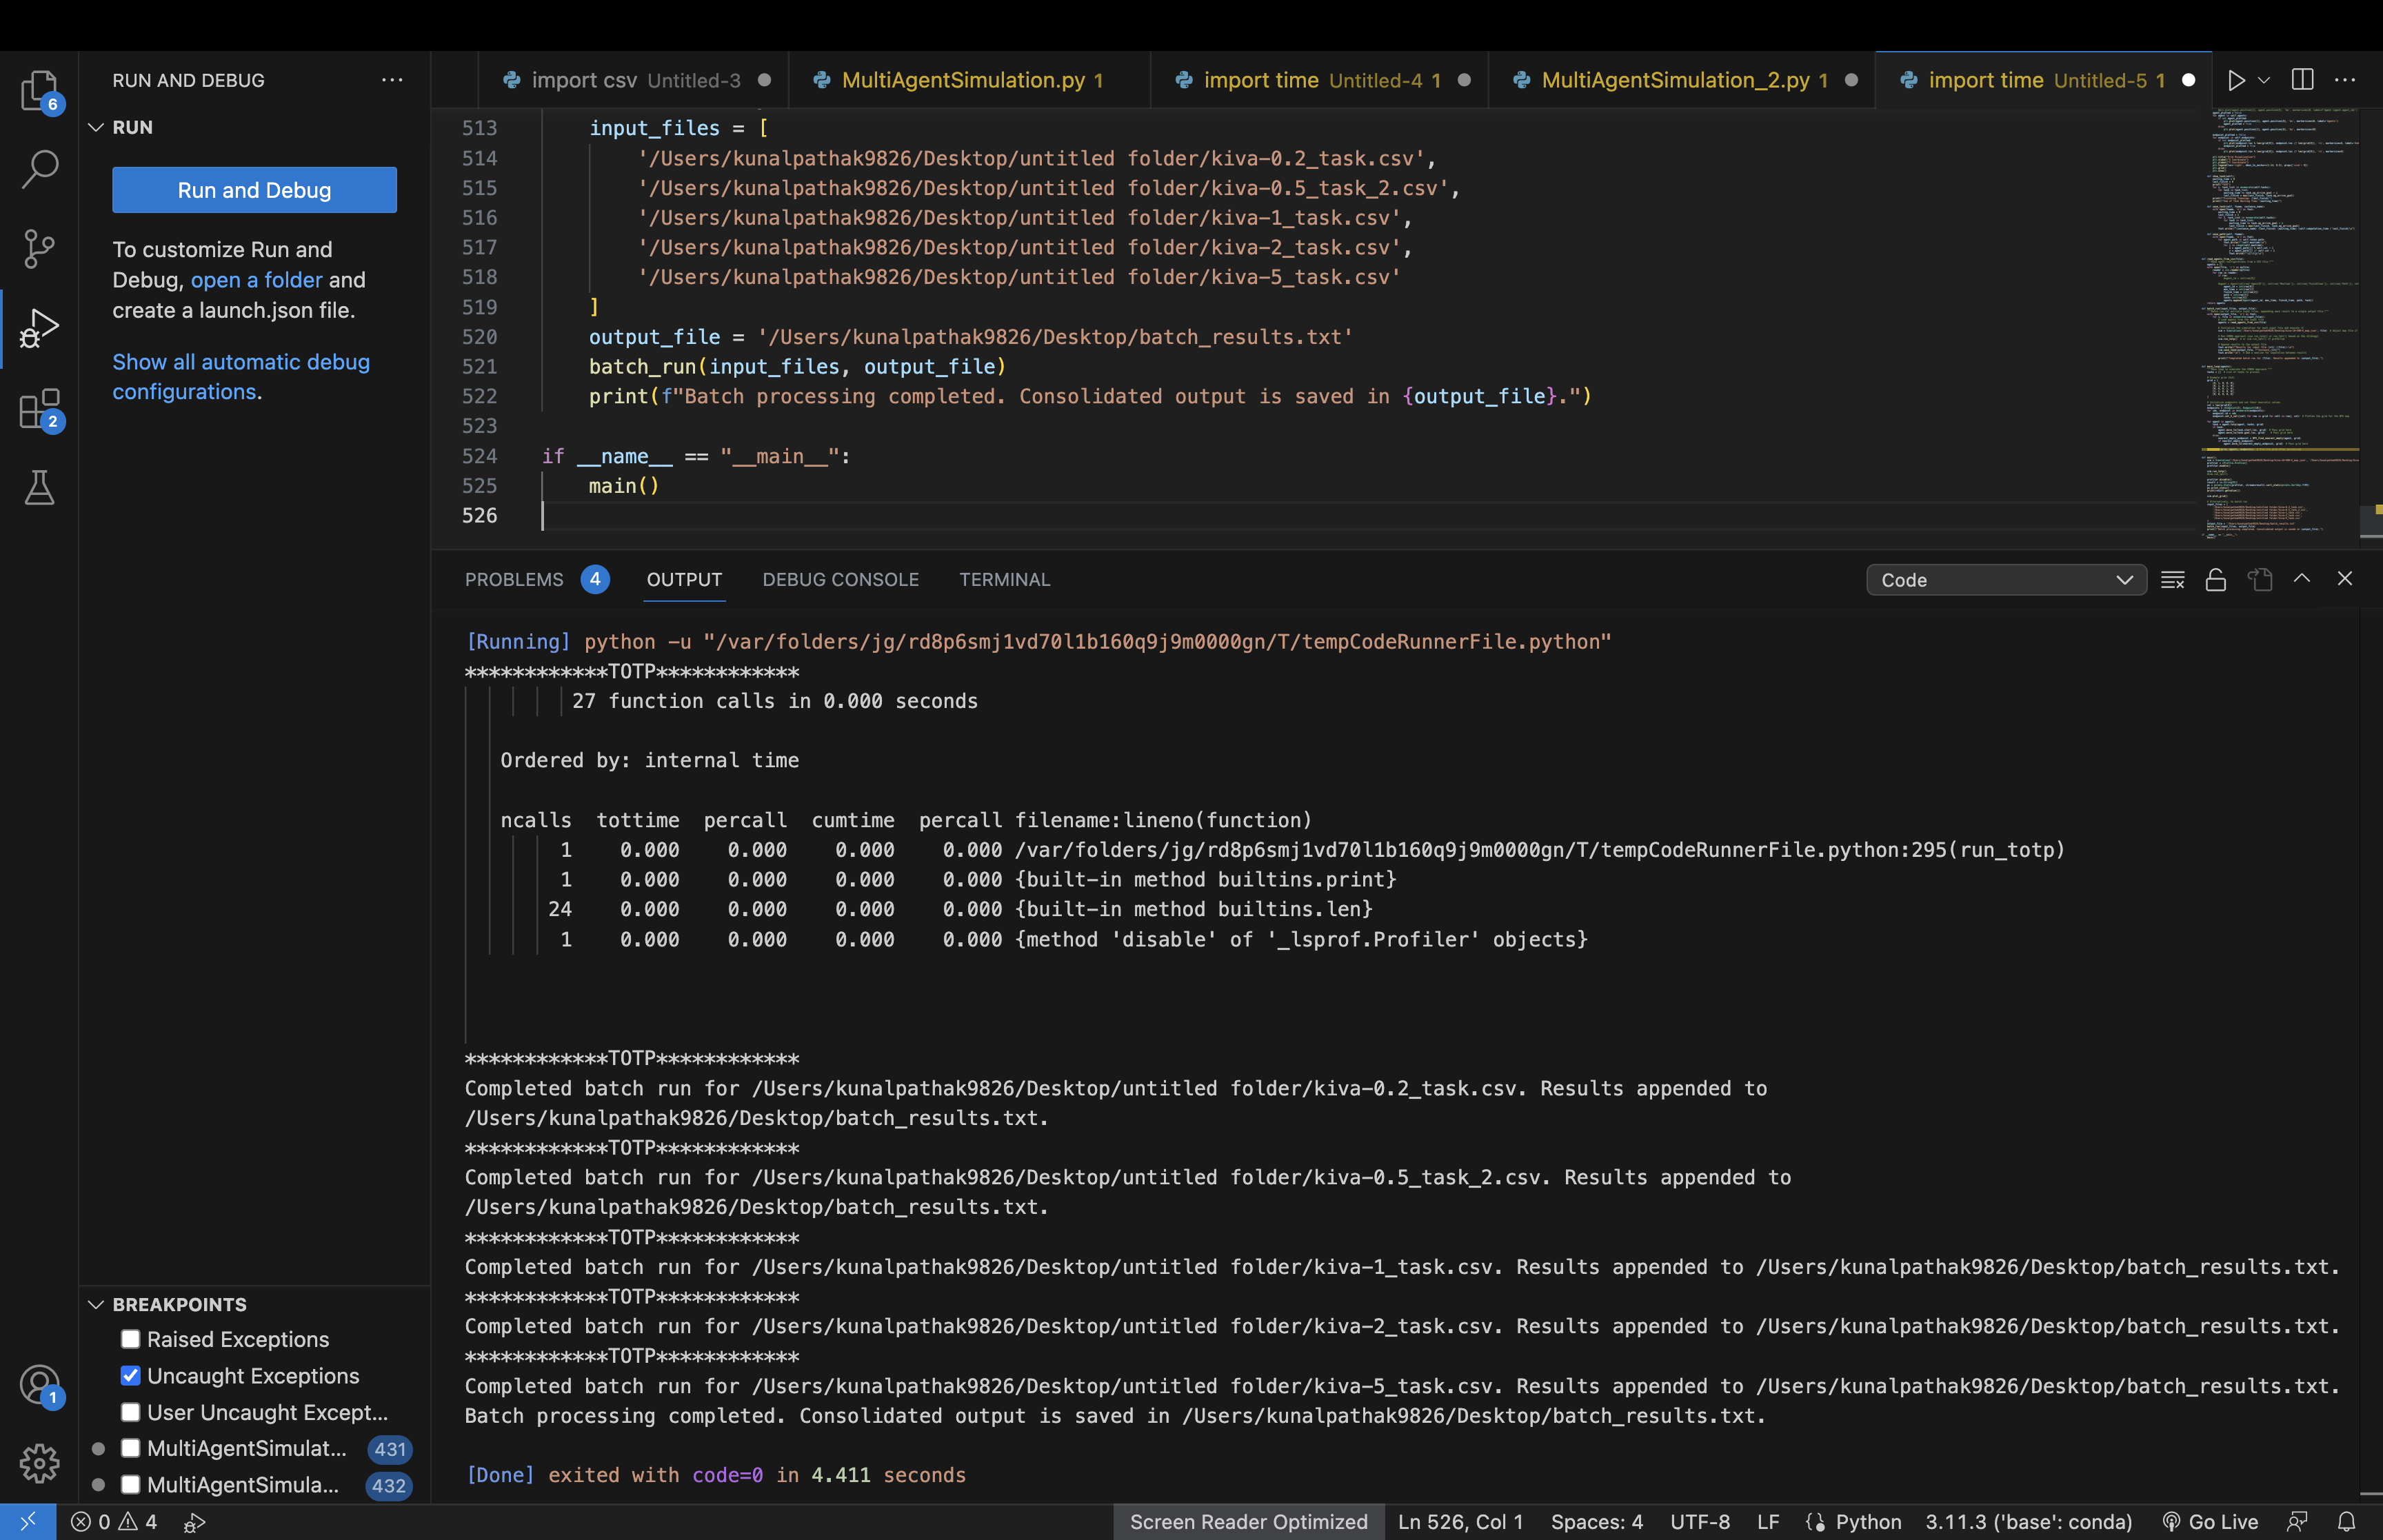 RUN AND DEBUG
RUN
Run and Debug
To customize Run and
Debug, open a folder and
create a launch.json file.
Show all automatic debug
configurations.
6
2
1
import csv Untitled-3
MultiAgentSimulation.py 1
import time Untitled-4 1
MultiAgentSimulation_2.py 1
import time Untitled-5 1
513 input_files = [
514 '/Users/kunalpathak9826/Desktop/untitled folder/kiva-0.2_task.csv',
515 '/Users/kunalpathak9826/Desktop/untitled folder/kiva-0.5_task_2.csv',
516 '/Users/kunalpathak9826/Desktop/untitled folder/kiva-1_task.csv',
517 '/Users/kunalpathak9826/Desktop/untitled folder/kiva-2_task.csv',
518 '/Users/kunalpathak9826/Desktop/untitled folder/kiva-5_task.csv'
519 ]
520 output_file = '/Users/kunalpathak9826/Desktop/batch_results.txt'
521 batch_run(input_files, output_file)
522 print(f"Batch processing completed. Consolidated output is saved in {output_file}.")
523
524 if __name__ == "__main__":
525 main()
526
PROBLEMS 4 OUTPUT DEBUG CONSOLE TERMINAL Code
[Running] python -u "/var/folders/jg/rd8p6smj1vd70l1b160q9j9m0000gn/T/tempCodeRunnerFile.python"
************TOTP************
27 function calls in 0.000 seconds
Ordered by: internal time
ncalls tottime percall cumtime percall filename:lineno(function)
1 0.000 0.000 0.000 0.000 /var/folders/jg/rd8p6smj1vd70l1b160q9j9m0000gn/T/tempCodeRunnerFile.python:295(run_totp)
1 0.000 0.000 0.000 0.000 {built-in method builtins.print}
24 0.000 0.000 0.000 0.000 {built-in method builtins.len}
1 0.000 0.000 0.000 0.000 {method 'disable' of '_lsprof.Profiler' objects}
************TOTP************
Completed batch run for /Users/kunalpathak9826/Desktop/untitled folder/kiva-0.2_task.csv. Results appended to
/Users/kunalpathak9826/Desktop/batch_results.txt.
************TOTP************
Completed batch run for /Users/kunalpathak9826/Desktop/untitled folder/kiva-0.5_task_2.csv. Results appended to
/Users/kunalpathak9826/Desktop/batch_results.txt.
************TOTP************
Completed batch run for /Users/kunalpathak9826/Desktop/untitled folder/kiva-1_task.csv. Results appended to /Users/kunalpathak9826/Desktop/batch_results.txt.
************TOTP************
Completed batch run for /Users/kunalpathak9826/Desktop/untitled folder/kiva-2_task.csv. Results appended to /Users/kunalpathak9826/Desktop/batch_results.txt.
************TOTP************
Completed batch run for /Users/kunalpathak9826/Desktop/untitled folder/kiva-5_task.csv. Results appended to /Users/kunalpathak9826/Desktop/batch_results.txt.
Batch processing completed. Consolidated output is saved in /Users/kunalpathak9826/Desktop/batch_results.txt.
[Done] exited with code=0 in 4.411 seconds
BREAKPOINTS
Raised Exceptions
Uncaught Exceptions
User Uncaught Except...
MultiAgentSimulat... 431
MultiAgentSimula... 432
0 4
Screen Reader Optimized Ln 526, Col 1 Spaces: 4 UTF-8 LF Python 3.11.3 ('base': conda) Go Live